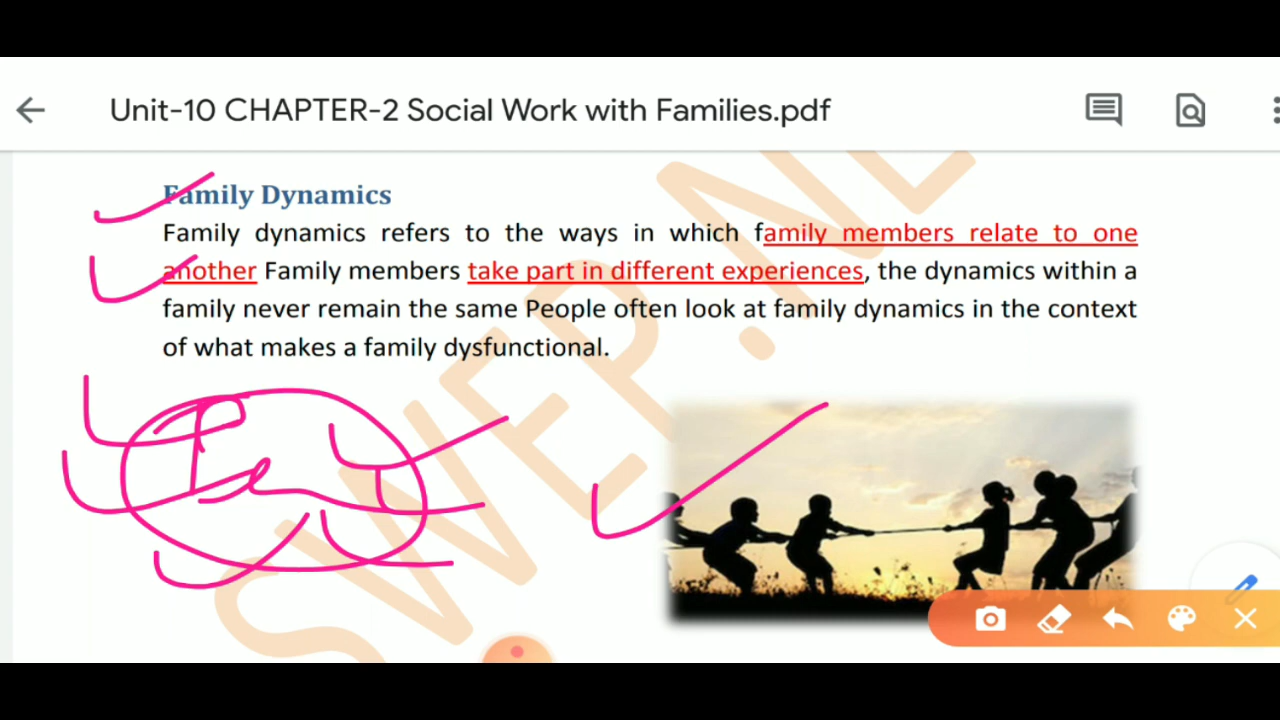 Unit-10 CHAPTER-2 Social Work with Families.pdf
Family Dynamics
Family dynamics refers to the ways in which family members relate to one
another Family members take part in different experiences, the dynamics within a
family never remain the same People often look at family dynamics in the context
of what makes a family dysfunctional.